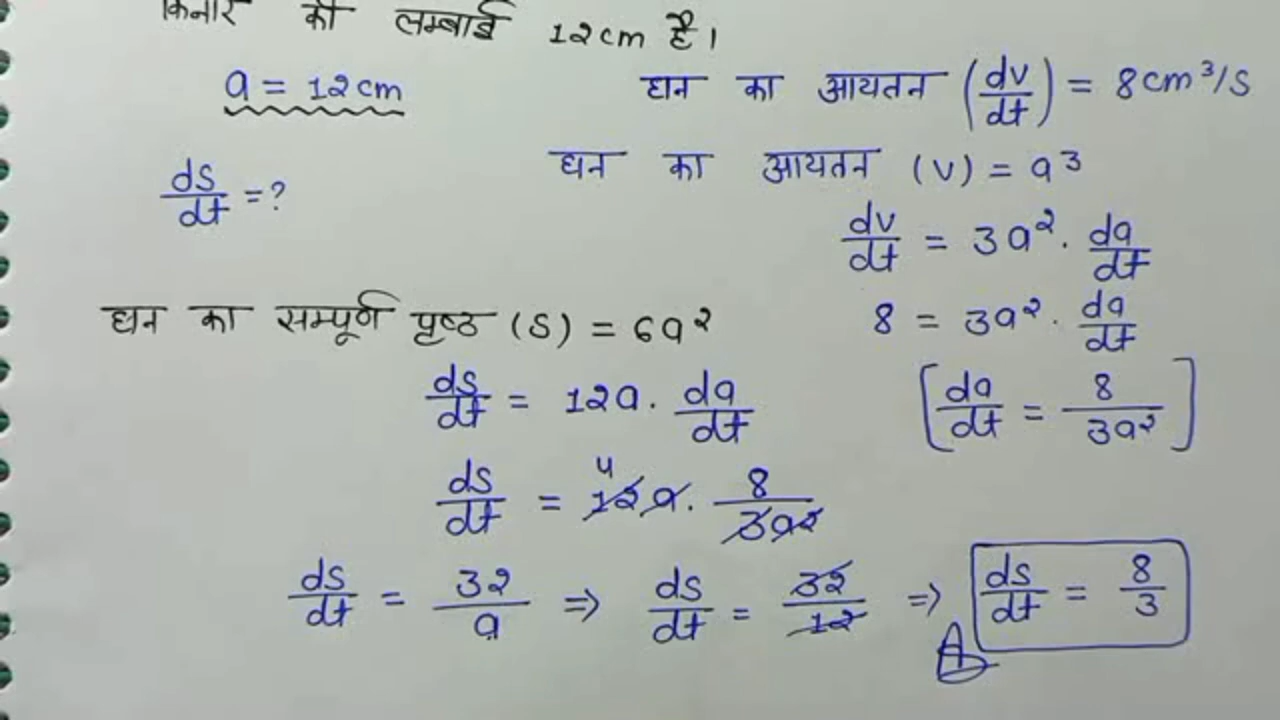 किनारे की लम्बाई 12cm है।
a = 12cm
घन का आयतन (dv/dt) = 8cm³/s
ds/dt = ?
घन का आयतन (v) = a³
dv/dt = 3a² . da/dt
8 = 3a² . da/dt
[da/dt = 8/3a²]
घन का सम्पूर्ण पृष्ठ (s) = 6a²
ds/dt = 12a . da/dt
ds/dt = 4 12a . 8/3a²
ds/dt = 32/a ⇒ ds/dt = 32/12 ⇒ ds/dt = 8/3